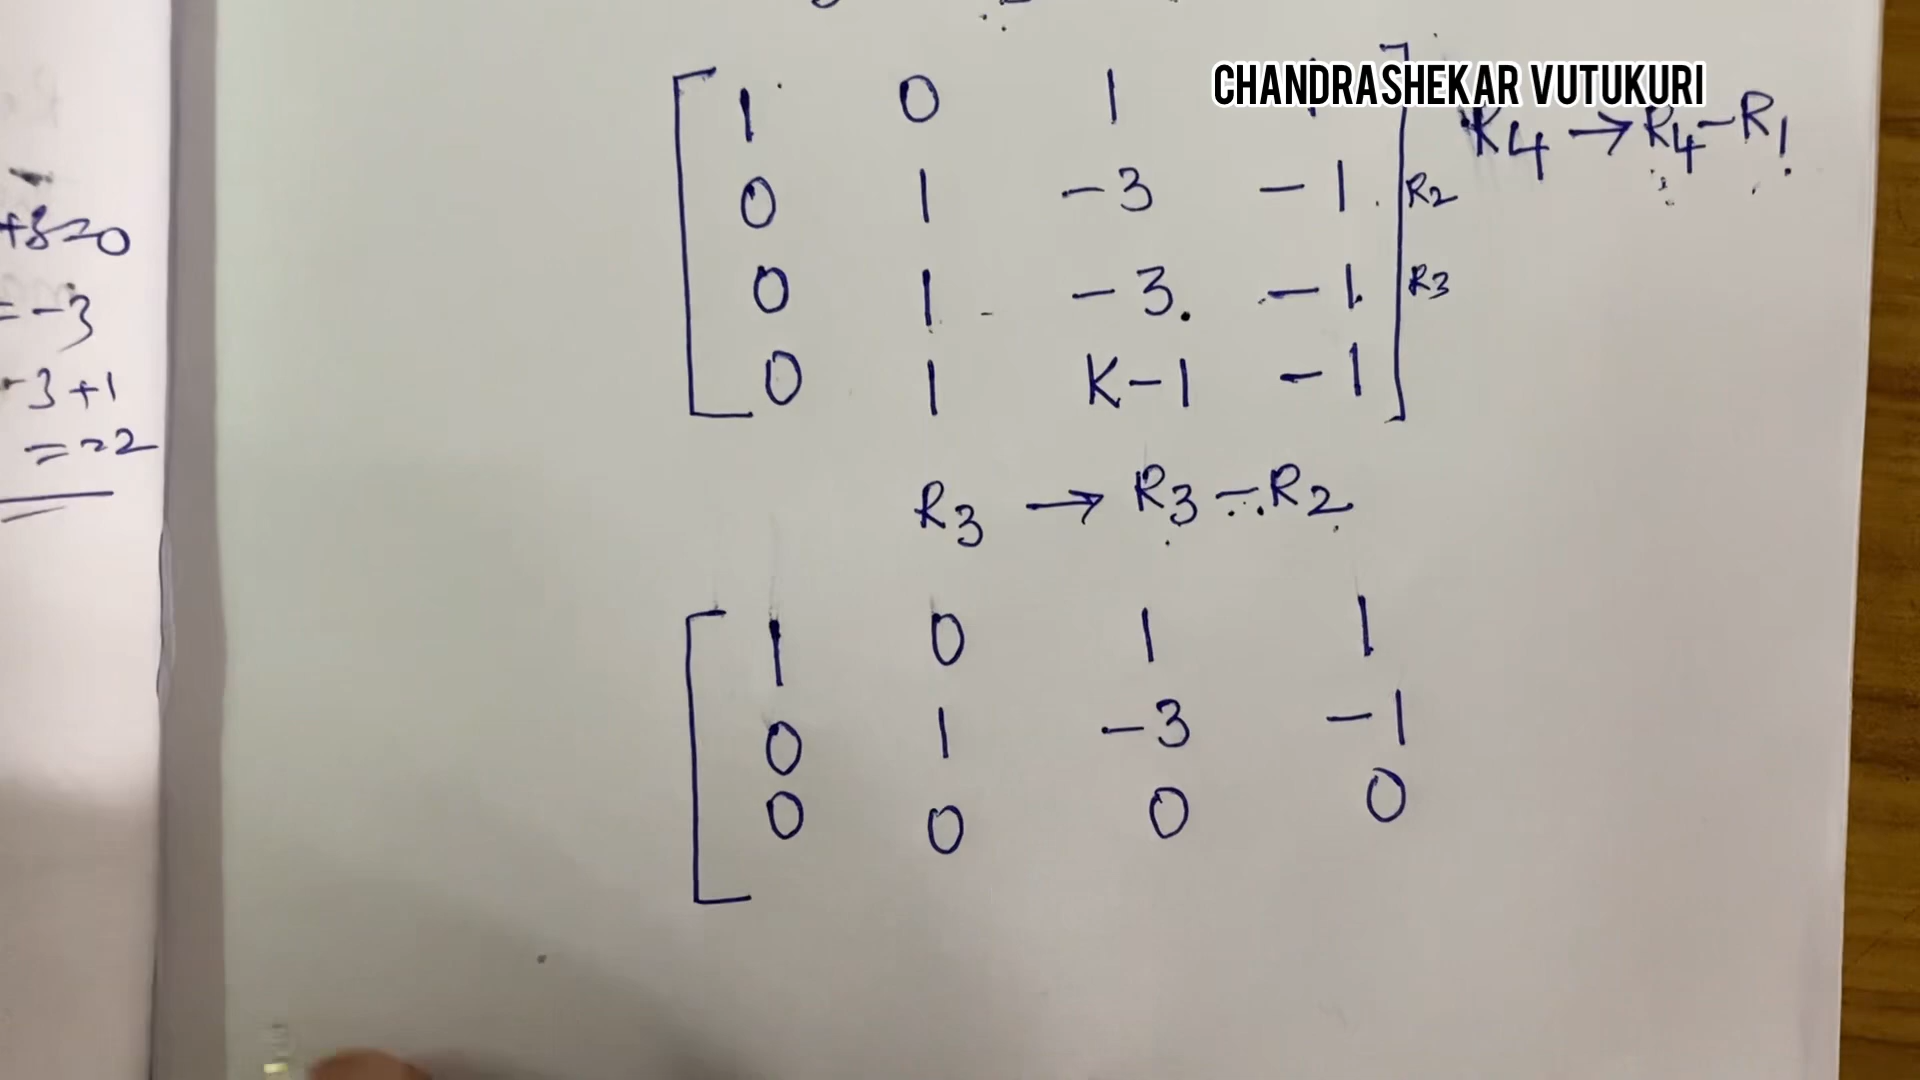 CHANDRASHEKAR VUTUKURI
1 0 1
R4 → R4 - R1
0 1 -3 -1 R2
0 1 -3 -1 R3
0 1 K-1 -1
R3 → R3 - R2
1 0 1 1
0 1 -3 -1
0 0 0 0
= -3
-3+1
= -2